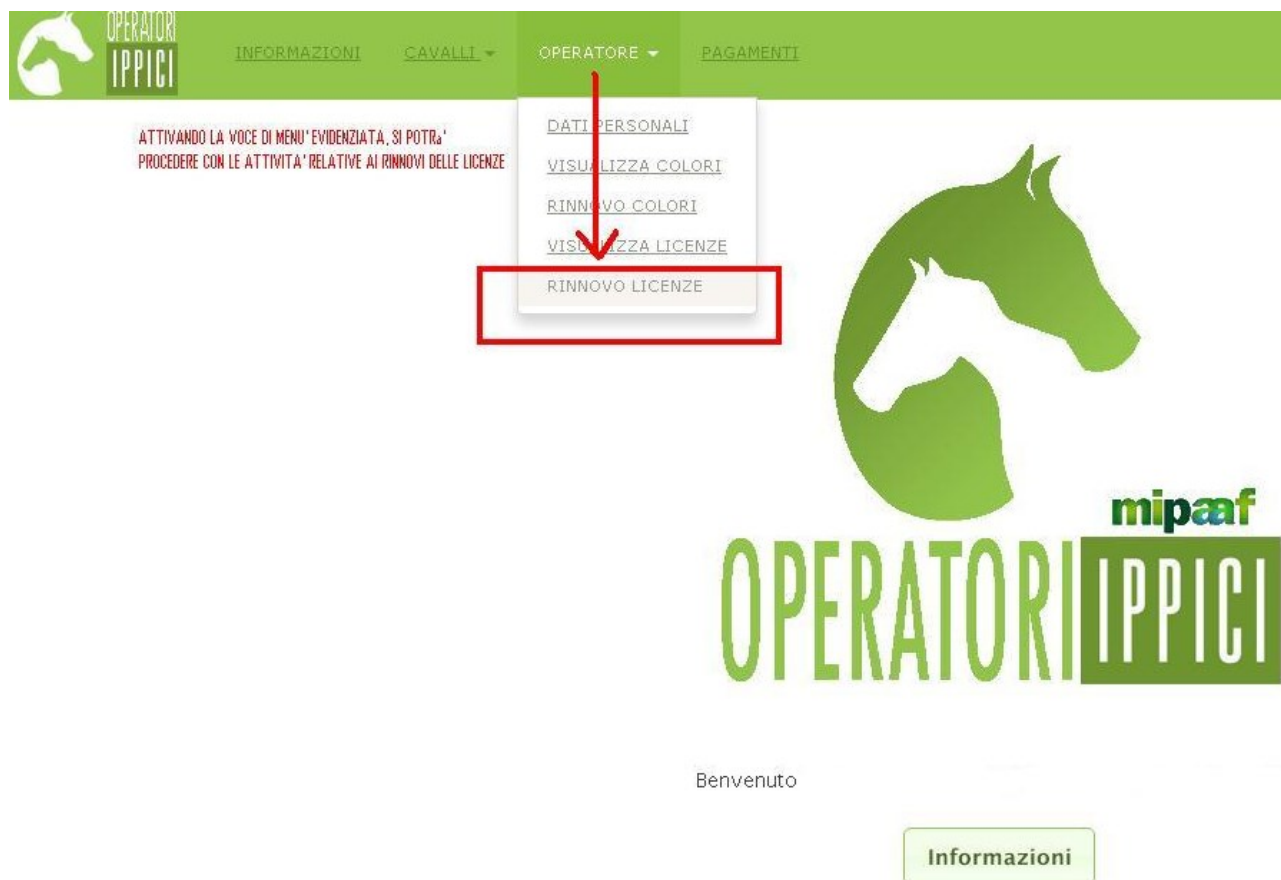 OPERATORI
IPPICI
INFORMAZIONI CAVALLI OPERATORE PAGAMENTI
ATTIVANDO LA VOCE DI MENU' EVIDENZIATA, SI POTRa'
PROCEDERE CON LE ATTIVITA' RELATIVE AI RINNOVI DELLE LICENZE
DATI PERSONALI
VISUALIZZA COLORI
RINNOVO COLORI
VISUALIZZA LICENZE
RINNOVO LICENZE
mipaaf
OPERATORI IPPICI
Benvenuto
Informazioni